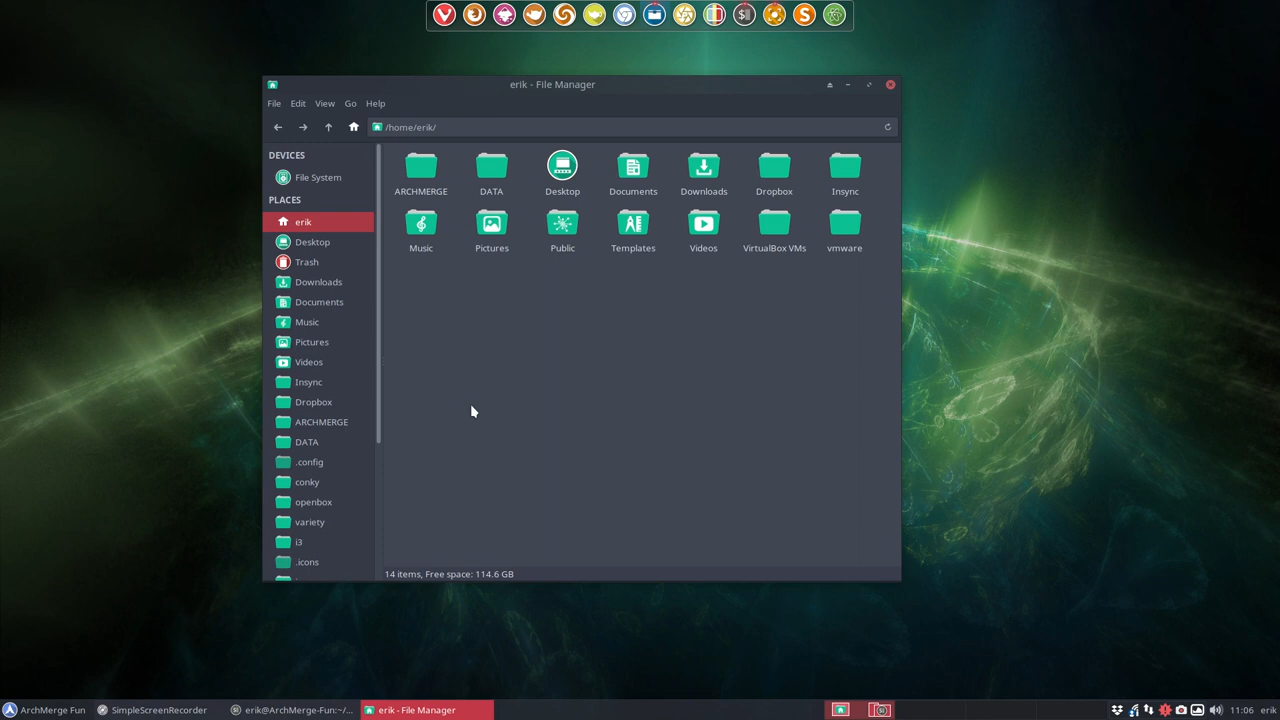 erik - File Manager
File Edit View Go Help
/home/erik/
DEVICES
File System
PLACES
erik
Desktop
Trash
Downloads
Documents
Music
Pictures
Videos
Insync
Dropbox
ARCHMERGE
DATA
.config
conky
openbox
variety
i3
.icons
ARCHMERGE DATA Desktop Documents Downloads Dropbox Insync
Music Pictures Public Templates Videos VirtualBox VMs vmware
14 items, Free space: 114.6 GB
ArchMerge Fun SimpleScreenRecorder erik@ArchMerge-Fun:~/... erik - File Manager 11:06 erik